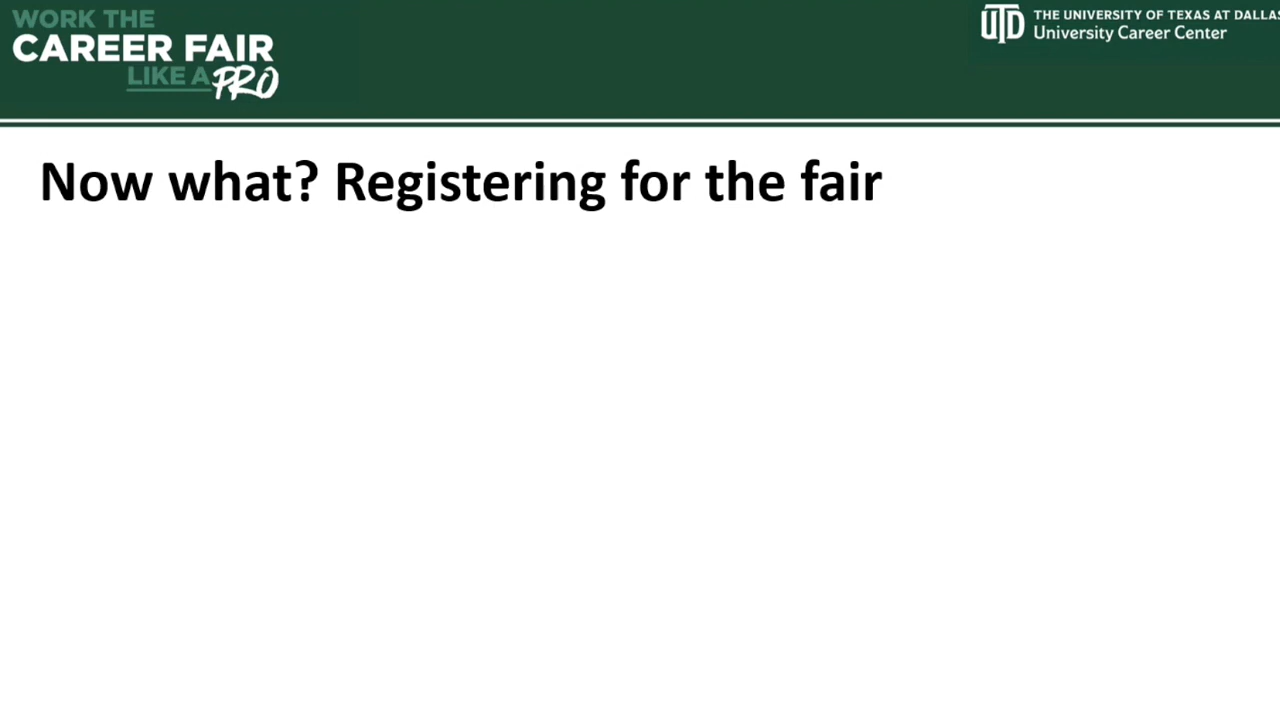 WORK THE
CAREER FAIR
LIKE A PRO
UTD
THE UNIVERSITY OF TEXAS AT DALLAS
University Career Center
Now what? Registering for the fair